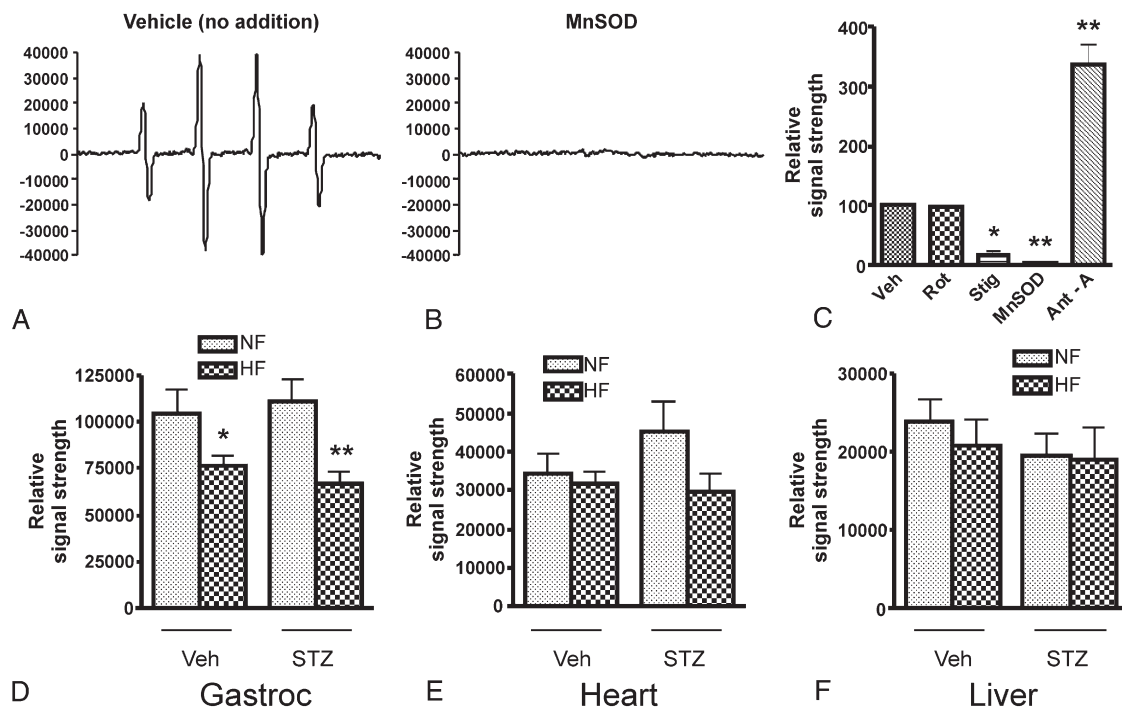 Vehicle (no addition)
40000
30000
20000
10000
0
-10000
-20000
-30000
-40000
A
MnSOD
40000
30000
20000
10000
0
-10000
-20000
-30000
-40000
B
Relative
signal strength
400
300
200
100
0
*
**
**
Veh
Rot
Stig
MnSOD
Ant - A
C
NF
HF
Relative
signal strength
125000
100000
75000
50000
25000
0
*
**
Veh
STZ
D
Gastroc
NF
HF
Relative
signal strength
60000
50000
40000
30000
20000
10000
0
Veh
STZ
E
Heart
NF
HF
Relative
signal strength
30000
20000
10000
0
Veh
STZ
F
Liver